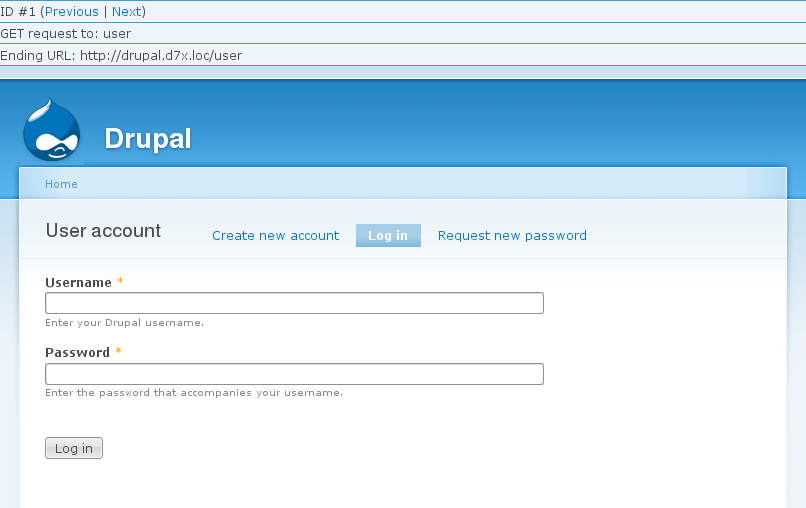 ID #1 (Previous | Next)
GET request to: user
Ending URL: http://drupal.d7x.loc/user
Drupal
Home
User account
Create new account
Log in
Request new password
Username *
Enter your Drupal username.
Password *
Enter the password that accompanies your username.
Log in